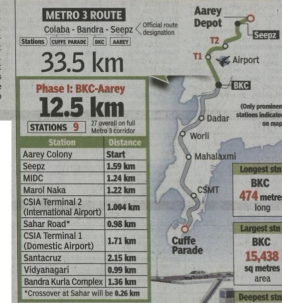 METRO 3 ROUTE
Colaba - Bandra - Seepz
Official route
designation
Stations CUFFE PARADE BKC AAREY
33.5 km
Phase I: BKC-Aarey
12.5 km
STATIONS 9
27 overall on full
Metro 3 corridor
Station Distance
Aarey Colony Start
Seepz 1.59 km
MIDC 1.24 km
Marol Naka 1.22 km
CSIA Terminal 2
(International Airport) 1.004 km
Sahar Road* 0.98 km
CSIA Terminal 1
(Domestic Airport) 1.71 km
Santacruz 2.15 km
Vidyanagari 0.99 km
Bandra Kurla Complex 1.36 km
*Crossover at Sahar will be 0.26 km
Aarey
Depot
Seepz
T2
T1
Airport
BKC
(Only prominent
stations indicated
on map
Dadar
Worli
Mahalaxmi
CSMT
Cuffe
Parade
Longest stn
BKC
474 metres
long
Largest stn
BKC
15,438
sq metres
area
Deepest stn